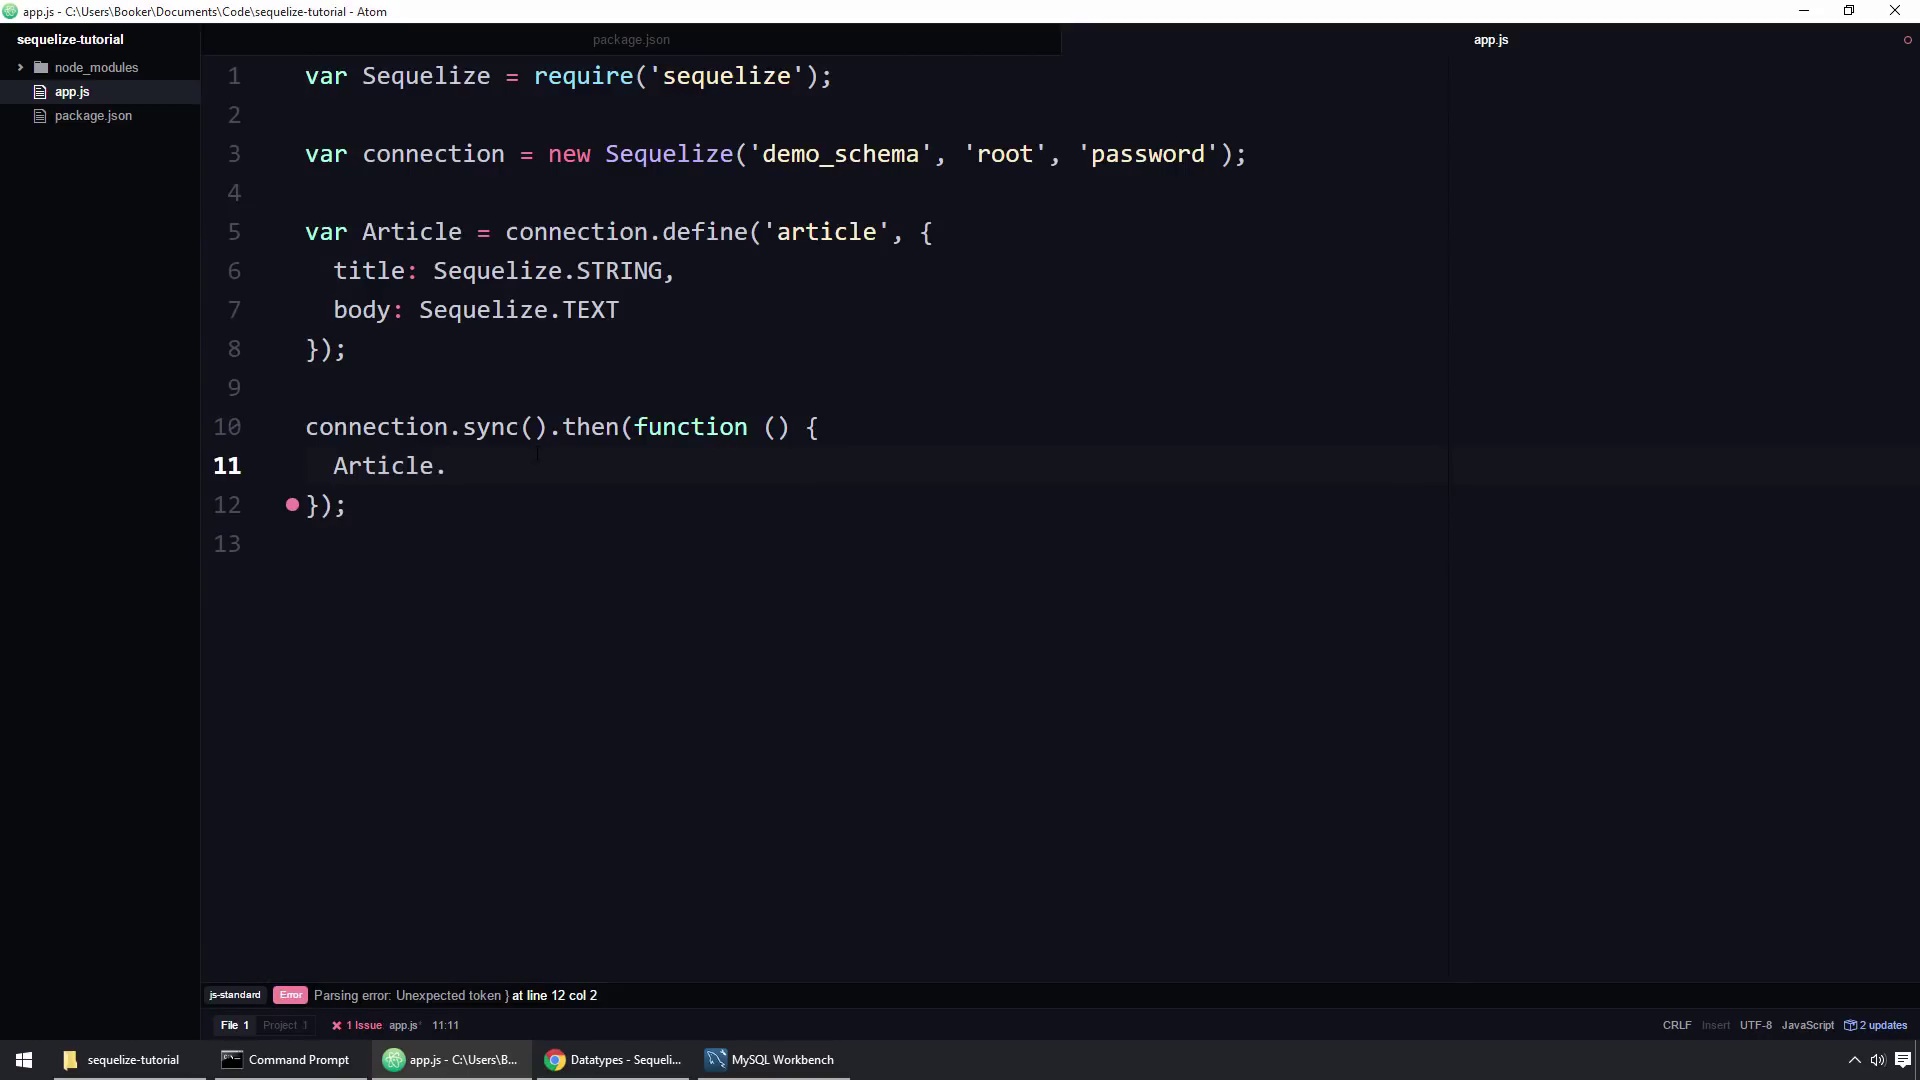 app.js - C:\Users\Booker\Documents\Code\sequelize-tutorial - Atom
sequelize-tutorial
node_modules
app.js
package.json
package.json
app.js
1 var Sequelize = require('sequelize');
2
3 var connection = new Sequelize('demo_schema', 'root', 'password');
4
5 var Article = connection.define('article', {
6 title: Sequelize.STRING,
7 body: Sequelize.TEXT
8 });
9
10 connection.sync().then(function () {
11 Article.
12 });
13
js-standard Error Parsing error: Unexpected token } at line 12 col 2
File 1 Project 1 1 Issue app.js* 11:11 CRLF Insert UTF-8 JavaScript 2 updates
sequelize-tutorial Command Prompt app.js - C:\Users\B... Datatypes - Sequeli... MySQL Workbench